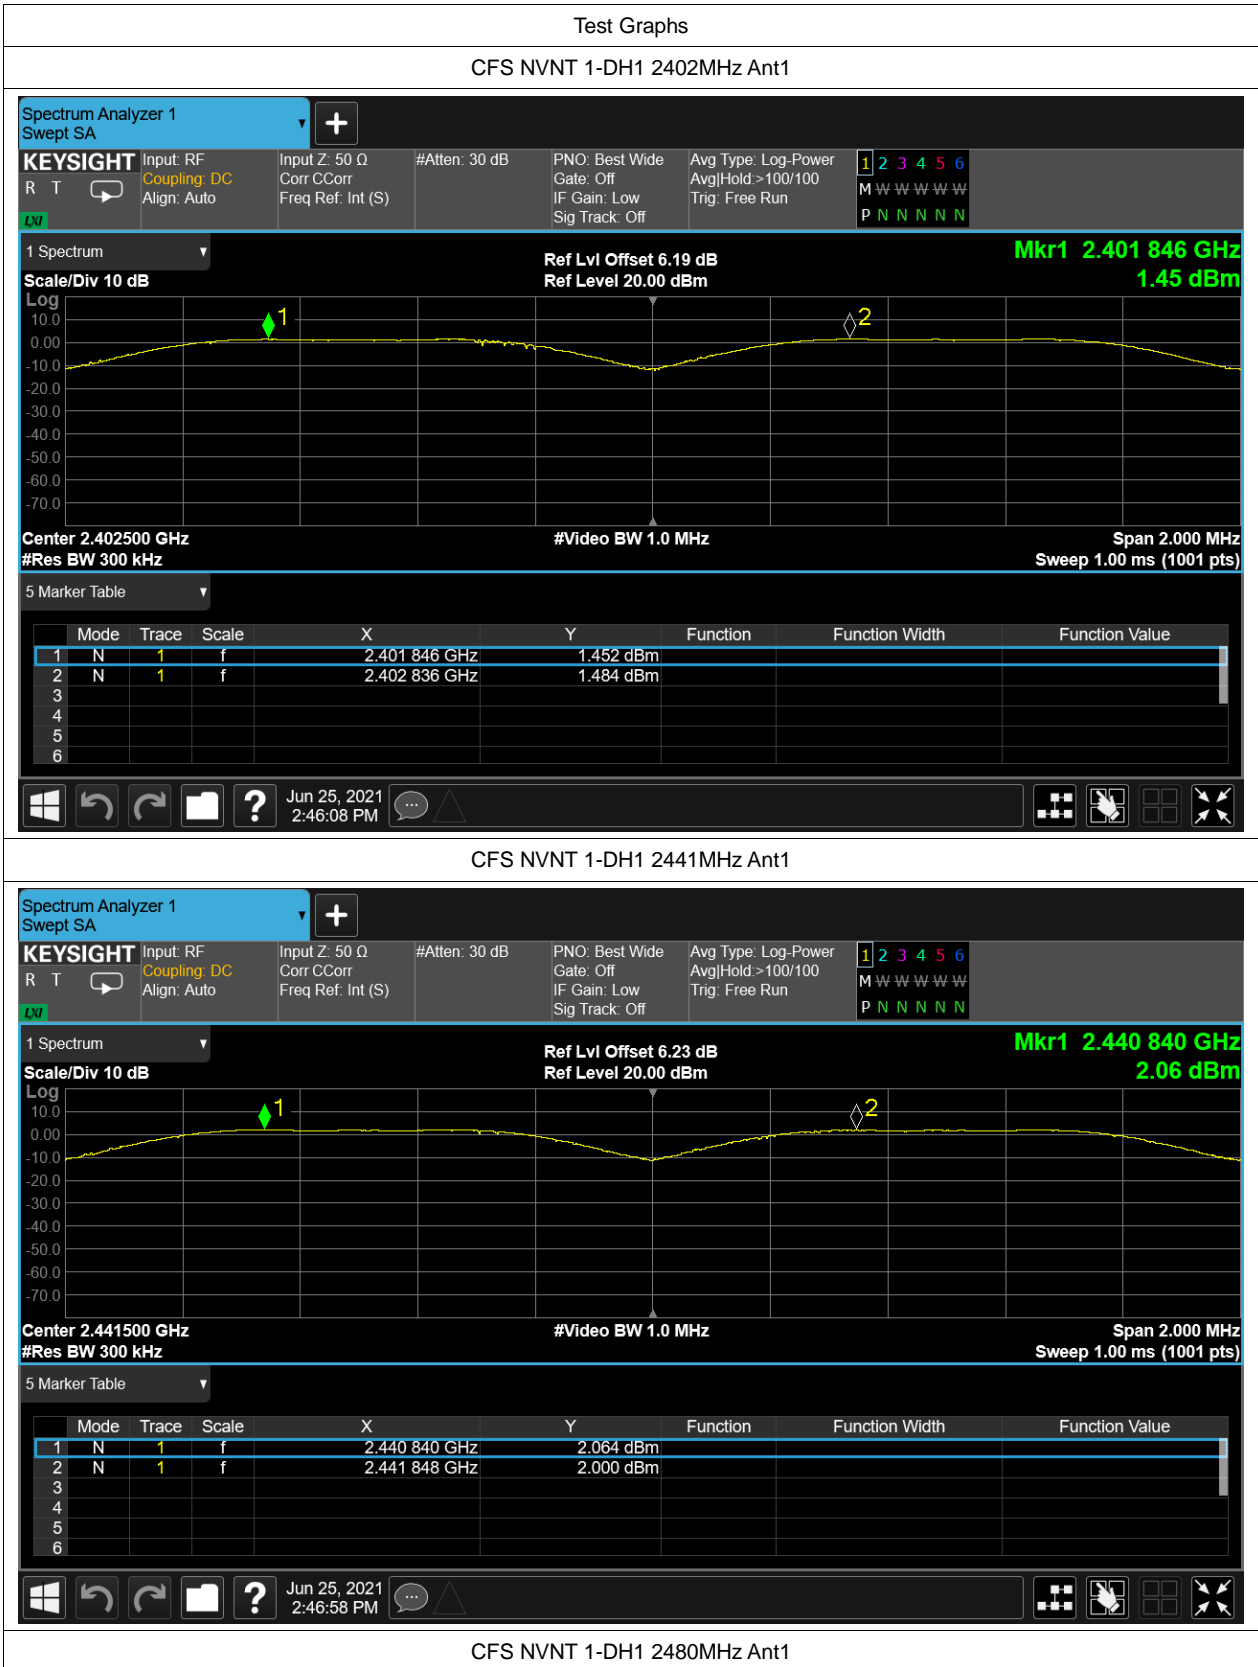 Test Graphs
CFS NVNT 1-DH1 2402MHz Ant1
Spectrum Analyzer 1
Swept SA
KEYSIGHT Input: RF Input Z: 50 Ω #Atten: 30 dB PNO: Best Wide Avg Type: Log-Power 1 2 3 4 5 6
R T Coupling: DC Corr CCorr Gate: Off Avg|Hold:>100/100 M W W W W W
Align: Auto Freq Ref: Int (S) IF Gain: Low Trig: Free Run
LXI Sig Track: Off P N N N N N
1 Spectrum Ref Lvl Offset 6.19 dB Mkr1 2.401 846 GHz
Scale/Div 10 dB Ref Level 20.00 dBm 1.45 dBm
Log
10.0 1 2
0.00
-10.0
-20.0
-30.0
-40.0
-50.0
-60.0
-70.0
Center 2.402500 GHz #Video BW 1.0 MHz Span 2.000 MHz
#Res BW 300 kHz Sweep 1.00 ms (1001 pts)
5 Marker Table
Mode Trace Scale X Y Function Function Width Function Value
1 N 1 f 2.401 846 GHz 1.452 dBm
2 N 1 f 2.402 836 GHz 1.484 dBm
3
4
5
6
? Jun 25, 2021
2:46:08 PM
CFS NVNT 1-DH1 2441MHz Ant1
Spectrum Analyzer 1
Swept SA
KEYSIGHT Input: RF Input Z: 50 Ω #Atten: 30 dB PNO: Best Wide Avg Type: Log-Power 1 2 3 4 5 6
R T Coupling: DC Corr CCorr Gate: Off Avg|Hold:>100/100 M W W W W W
Align: Auto Freq Ref: Int (S) IF Gain: Low Trig: Free Run
LXI Sig Track: Off P N N N N N
1 Spectrum Ref Lvl Offset 6.23 dB Mkr1 2.440 840 GHz
Scale/Div 10 dB Ref Level 20.00 dBm 2.06 dBm
Log
10.0 1 2
0.00
-10.0
-20.0
-30.0
-40.0
-50.0
-60.0
-70.0
Center 2.441500 GHz #Video BW 1.0 MHz Span 2.000 MHz
#Res BW 300 kHz Sweep 1.00 ms (1001 pts)
5 Marker Table
Mode Trace Scale X Y Function Function Width Function Value
1 N 1 f 2.440 840 GHz 2.064 dBm
2 N 1 f 2.441 848 GHz 2.000 dBm
3
4
5
6
? Jun 25, 2021
2:46:58 PM
CFS NVNT 1-DH1 2480MHz Ant1